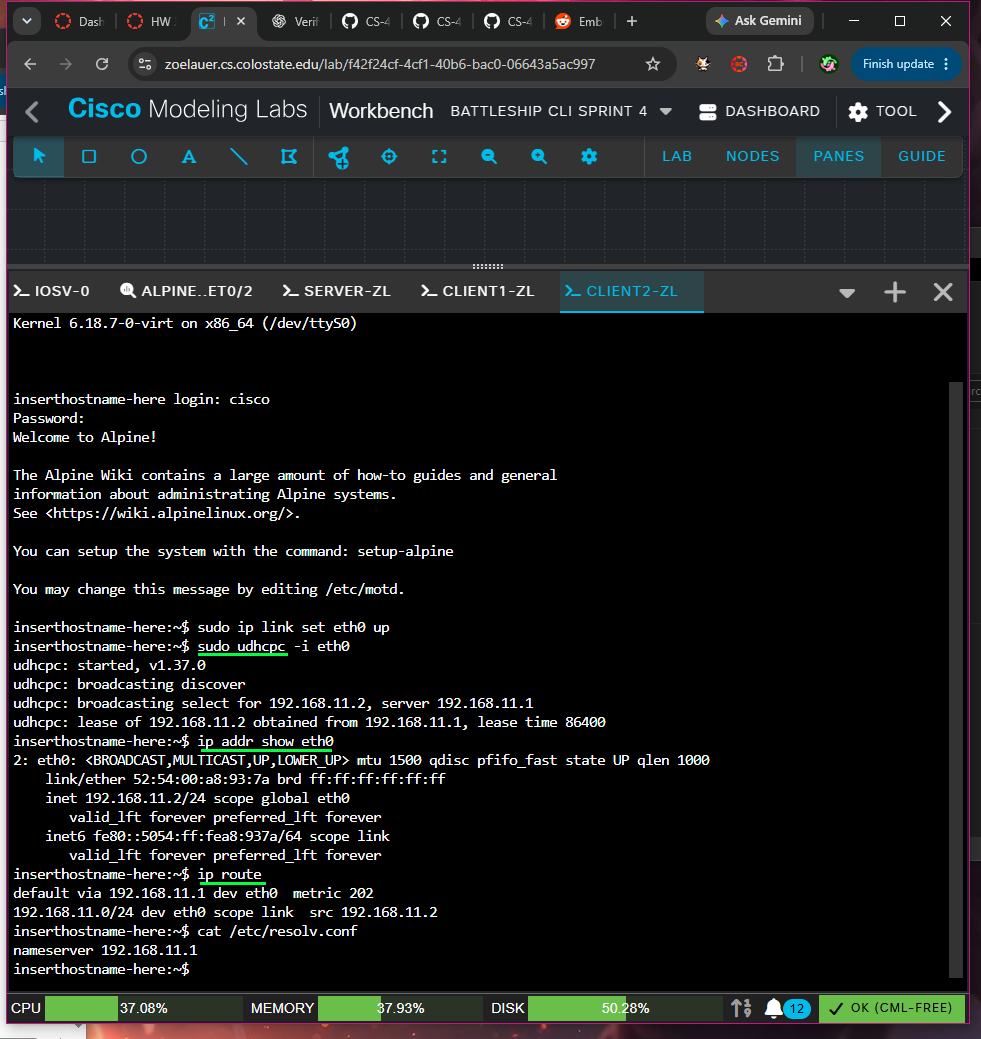 Dash
HW
Verif
CS-4
CS-4
CS-4
Emb
Ask Gemini
zoelauer.cs.colostate.edu/lab/f42f24cf-4cf1-40b6-bac0-06643a5ac997
Finish update
Cisco Modeling Labs
Workbench
BATTLESHIP CLI SPRINT 4
DASHBOARD
TOOL
A
LAB
NODES
PANES
GUIDE
IOSV-0
ALPINE..ET0/2
SERVER-ZL
CLIENT1-ZL
CLIENT2-ZL
Kernel 6.18.7-0-virt on x86_64 (/dev/ttyS0)
inserthostname-here login: cisco
Password:
Welcome to Alpine!
The Alpine Wiki contains a large amount of how-to guides and general
information about administrating Alpine systems.
See <https://wiki.alpinelinux.org/>.
You can setup the system with the command: setup-alpine
You may change this message by editing /etc/motd.
inserthostname-here:~$ sudo ip link set eth0 up
inserthostname-here:~$ sudo udhcpc -i eth0
udhcpc: started, v1.37.0
udhcpc: broadcasting discover
udhcpc: broadcasting select for 192.168.11.2, server 192.168.11.1
udhcpc: lease of 192.168.11.2 obtained from 192.168.11.1, lease time 86400
inserthostname-here:~$ ip addr show eth0
2: eth0: <BROADCAST,MULTICAST,UP,LOWER_UP> mtu 1500 qdisc pfifo_fast state UP qlen 1000
link/ether 52:54:00:a8:93:7a brd ff:ff:ff:ff:ff:ff
inet 192.168.11.2/24 scope global eth0
valid_lft forever preferred_lft forever
inet6 fe80::5054:ff:fea8:937a/64 scope link
valid_lft forever preferred_lft forever
inserthostname-here:~$ ip route
default via 192.168.11.1 dev eth0  metric 202
192.168.11.0/24 dev eth0 scope link  src 192.168.11.2
inserthostname-here:~$ cat /etc/resolv.conf
nameserver 192.168.11.1
inserthostname-here:~$
CPU
37.08%
MEMORY
37.93%
DISK
50.28%
12
OK (CML-FREE)